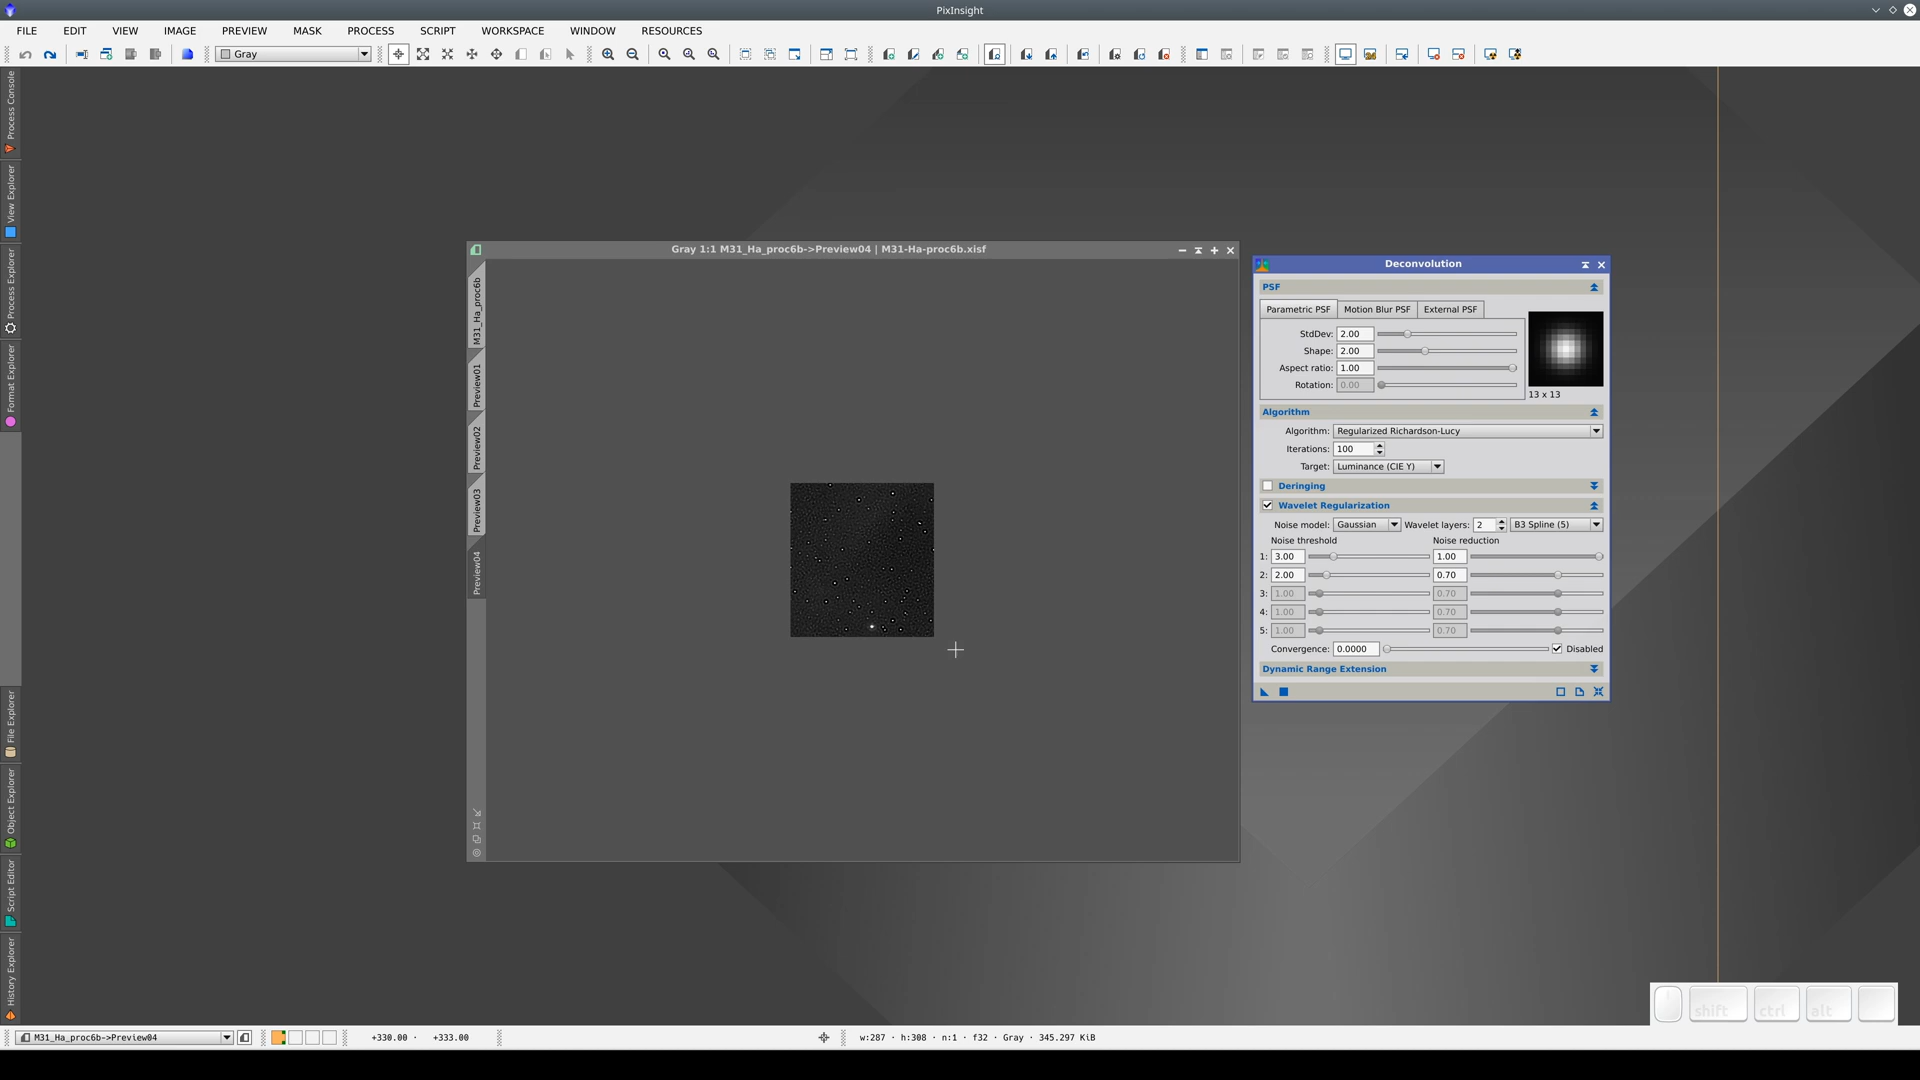 PixInsight
FILE EDIT VIEW IMAGE PREVIEW MASK PROCESS SCRIPT WORKSPACE WINDOW RESOURCES
Gray
Process Console
View Explorer
Process Explorer
Format Explorer
File Explorer
Object Explorer
Script Editor
History Explorer
Gray 1:1 M31_Ha_proc6b->Preview04 | M31-Ha-proc6b.xisf
M31_Ha_proc6b
Preview01
Preview02
Preview03
Preview04
Deconvolution
PSF
Parametric PSF Motion Blur PSF External PSF
StdDev: 2.00
Shape: 2.00
Aspect ratio: 1.00
Rotation: 0.00
13 x 13
Algorithm
Algorithm: Regularized Richardson-Lucy
Iterations: 100
Target: Luminance (CIE Y)
Deringing
Wavelet Regularization
Noise model: Gaussian Wavelet layers: 2 B3 Spline (5)
Noise threshold Noise reduction
1: 3.00 1.00
2: 2.00 0.70
3: 1.00 0.70
4: 1.00 0.70
5: 1.00 0.70
Convergence: 0.0000 Disabled
Dynamic Range Extension
shift ctrl alt
M31_Ha_proc6b->Preview04 +330.00 · +333.00 w:287 · h:308 · n:1 · f32 · Gray · 345.297 KiB